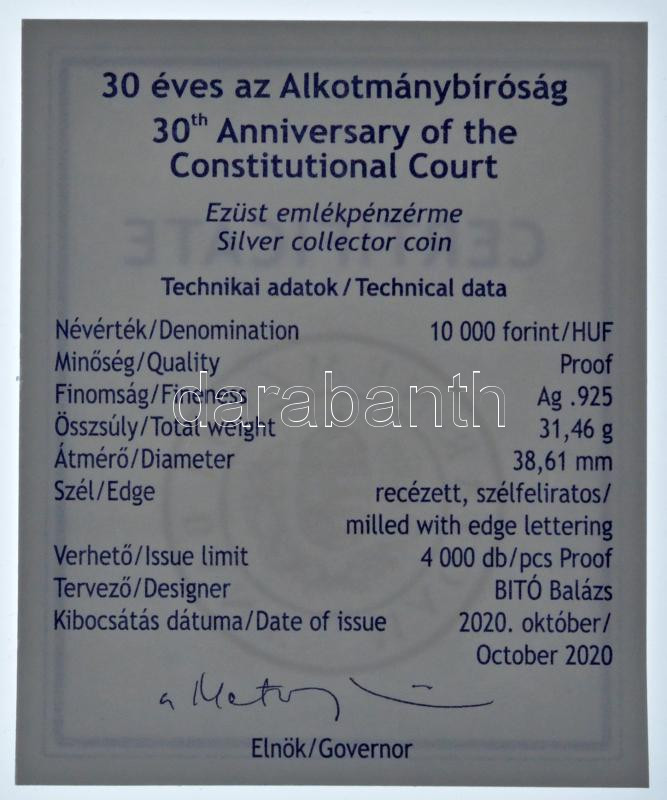 30 éves az Alkotmánybíróság
30th Anniversary of the
Constitutional Court
Ezüst emlékpénzérme
Silver collector coin
CERTIFICATE
Technikai adatok / Technical data
Névérték/Denomination 10 000 forint/HUF
Minőség/Quality Proof
Finomság/Fineness Ag .925
darabanth
Összsúly/Total weight 31,46 g
Átmérő/Diameter 38,61 mm
Szél/Edge recézett, szélfeliratos/
milled with edge lettering
Verhető/Issue limit 4 000 db/pcs Proof
Tervező/Designer BITÓ Balázs
Kibocsátás dátuma/Date of issue 2020. október/
October 2020
Elnök/Governor